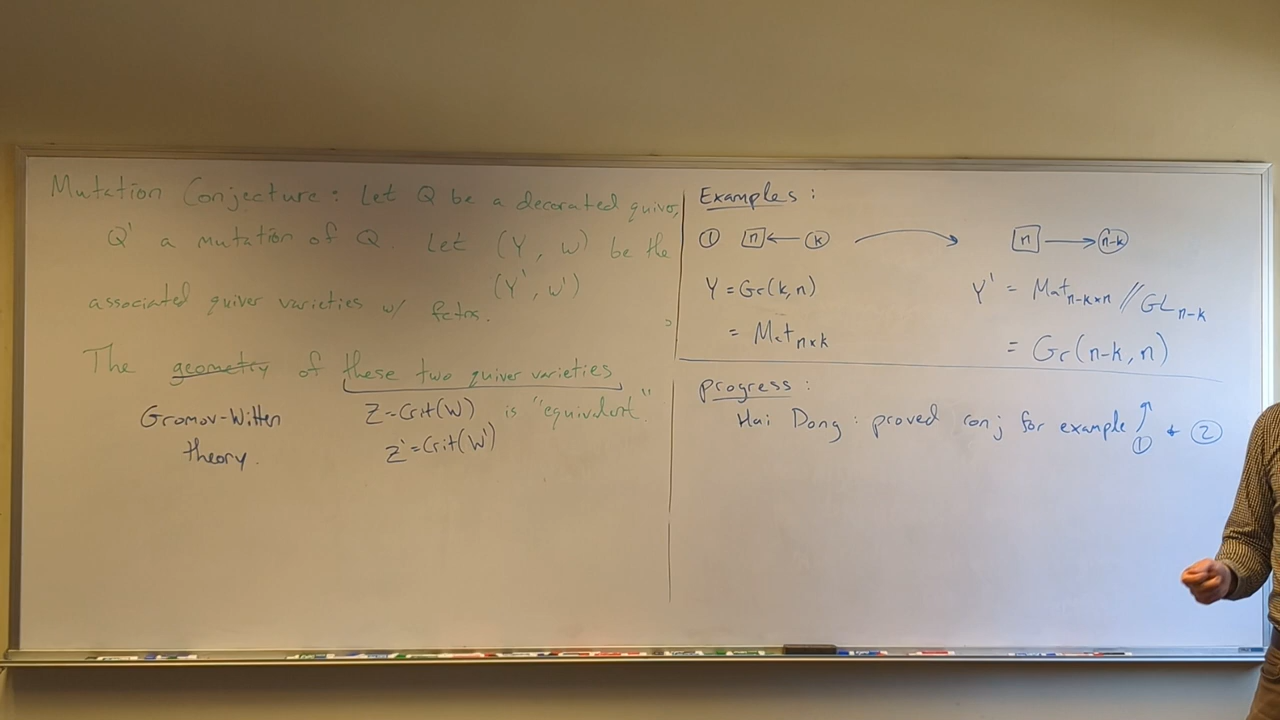 Mutation Conjecture: Let Q be a decorated quiver,
Q' a mutation of Q. Let (Y, W) be the
(Y', W')
associated quiver varieties w/ fctns.
The geometry of these two quiver varieties
is "equivalent".
Gromov-Witten
theory.
Z = Crit(W)
Z' = Crit(W')
Examples:
① n ← k n → n-k
Y = Gr(k,n) Y' = Mat n-k×n // GL n-k
= Mat n×k = Gr(n-k, n)
progress:
Hai Dong: proved conj for example ① + ②